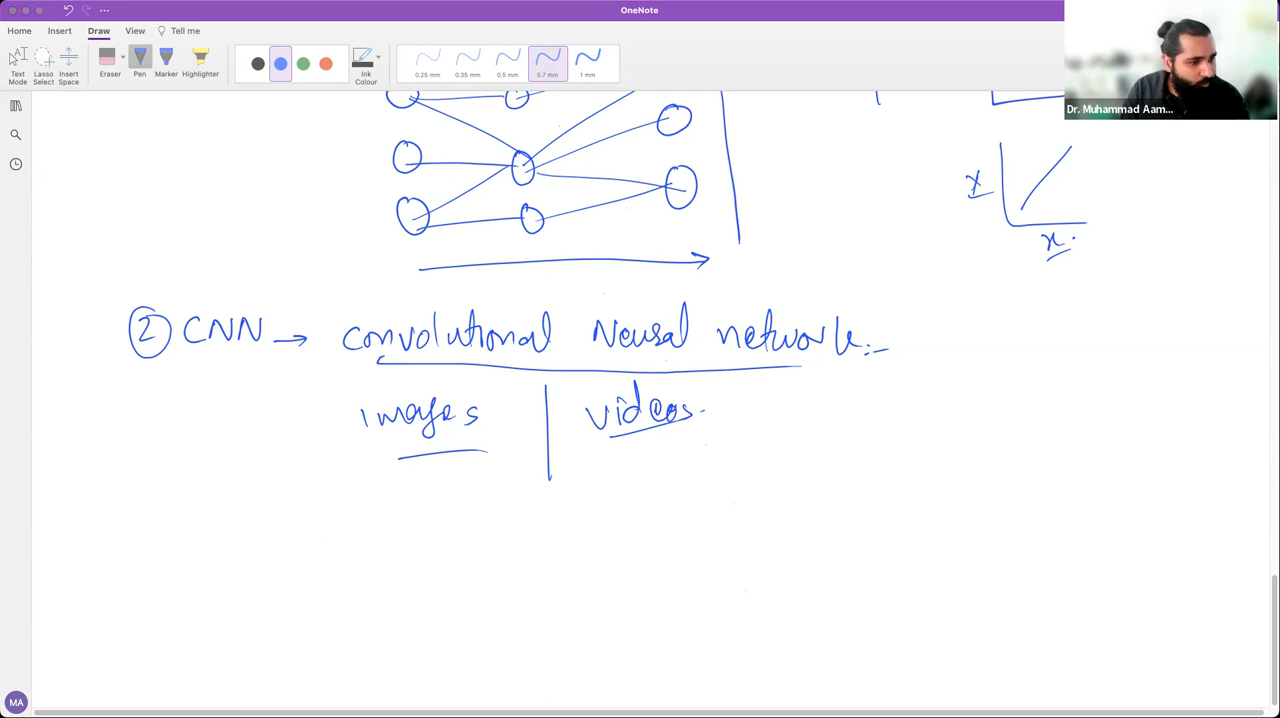 OneNote
Home Insert Draw View Tell me
Text Mode
Lasso Select
Insert Space
Eraser
Pen
Marker
Highlighter
Ink Colour
0.25 mm
0.35 mm
0.5 mm
0.7 mm
1 mm
Dr. Muhammad Aam...
x
② CNN → convolutional Neural network:-
images | videos.
MA